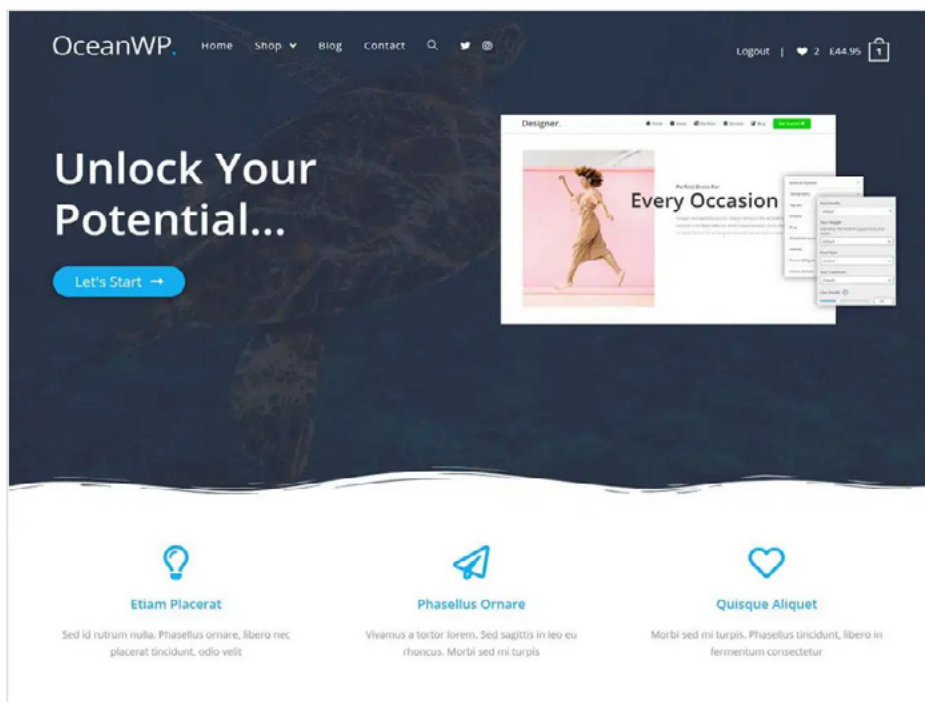 OceanWP.
Home Shop Blog Contact
Logout | 2 £44.95 1
Unlock Your
Potential...
Let's Start →
Designer.
Perfect Dress For
Every Occasion
Etiam Placerat
Sed id rutrum nulla. Phasellus ornare, libero nec
placerat tincidunt, odio velit
Phasellus Ornare
Vivamus a tortor lorem. Sed sagittis in leo eu
rhoncus. Morbi sed mi turpis
Quisque Aliquet
Morbi sed mi turpis. Phasellus tincidunt, libero in
fermentum consectetur